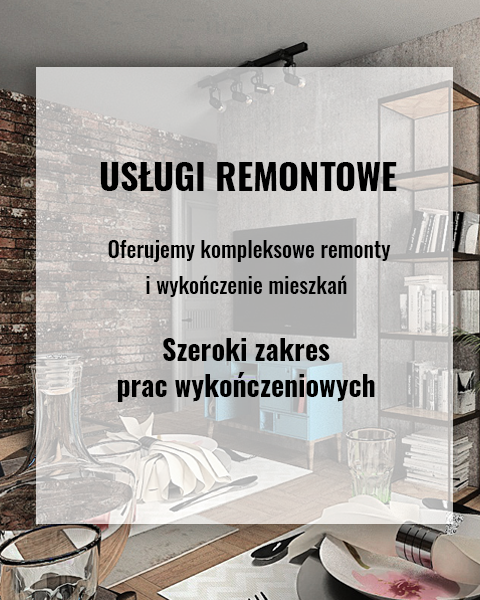 USŁUGI REMONTOWE
Oferujemy kompleksowe remonty
i wykończenie mieszkań
Szeroki zakres
prac wykończeniowych